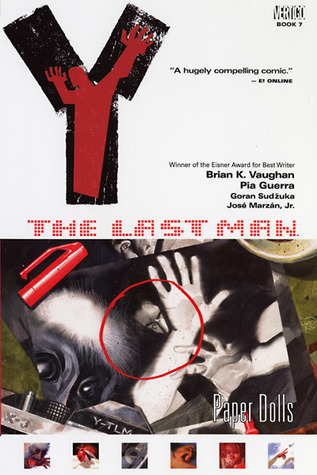 VERTIGO
BOOK 7
Y
"A hugely compelling comic."
— E! ONLINE
Winner of the Eisner Award for Best Writer
Brian K. Vaughan
Pia Guerra
Goran Sudžuka
José Marzán, Jr.
THE LAST MAN
Y-TLM
Paper Dolls